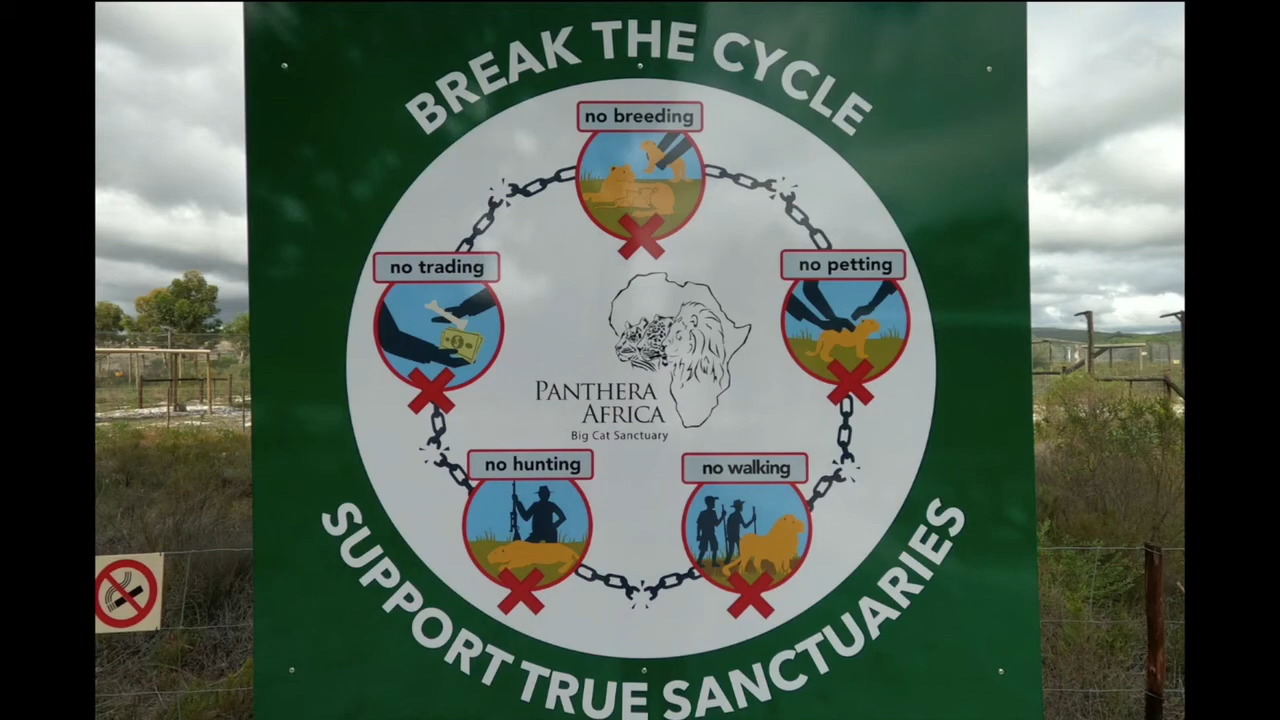 BREAK THE CYCLE
no breeding
no trading
no petting
PANTHERA
AFRICA
Big Cat Sanctuary
no hunting
no walking
SUPPORT TRUE SANCTUARIES